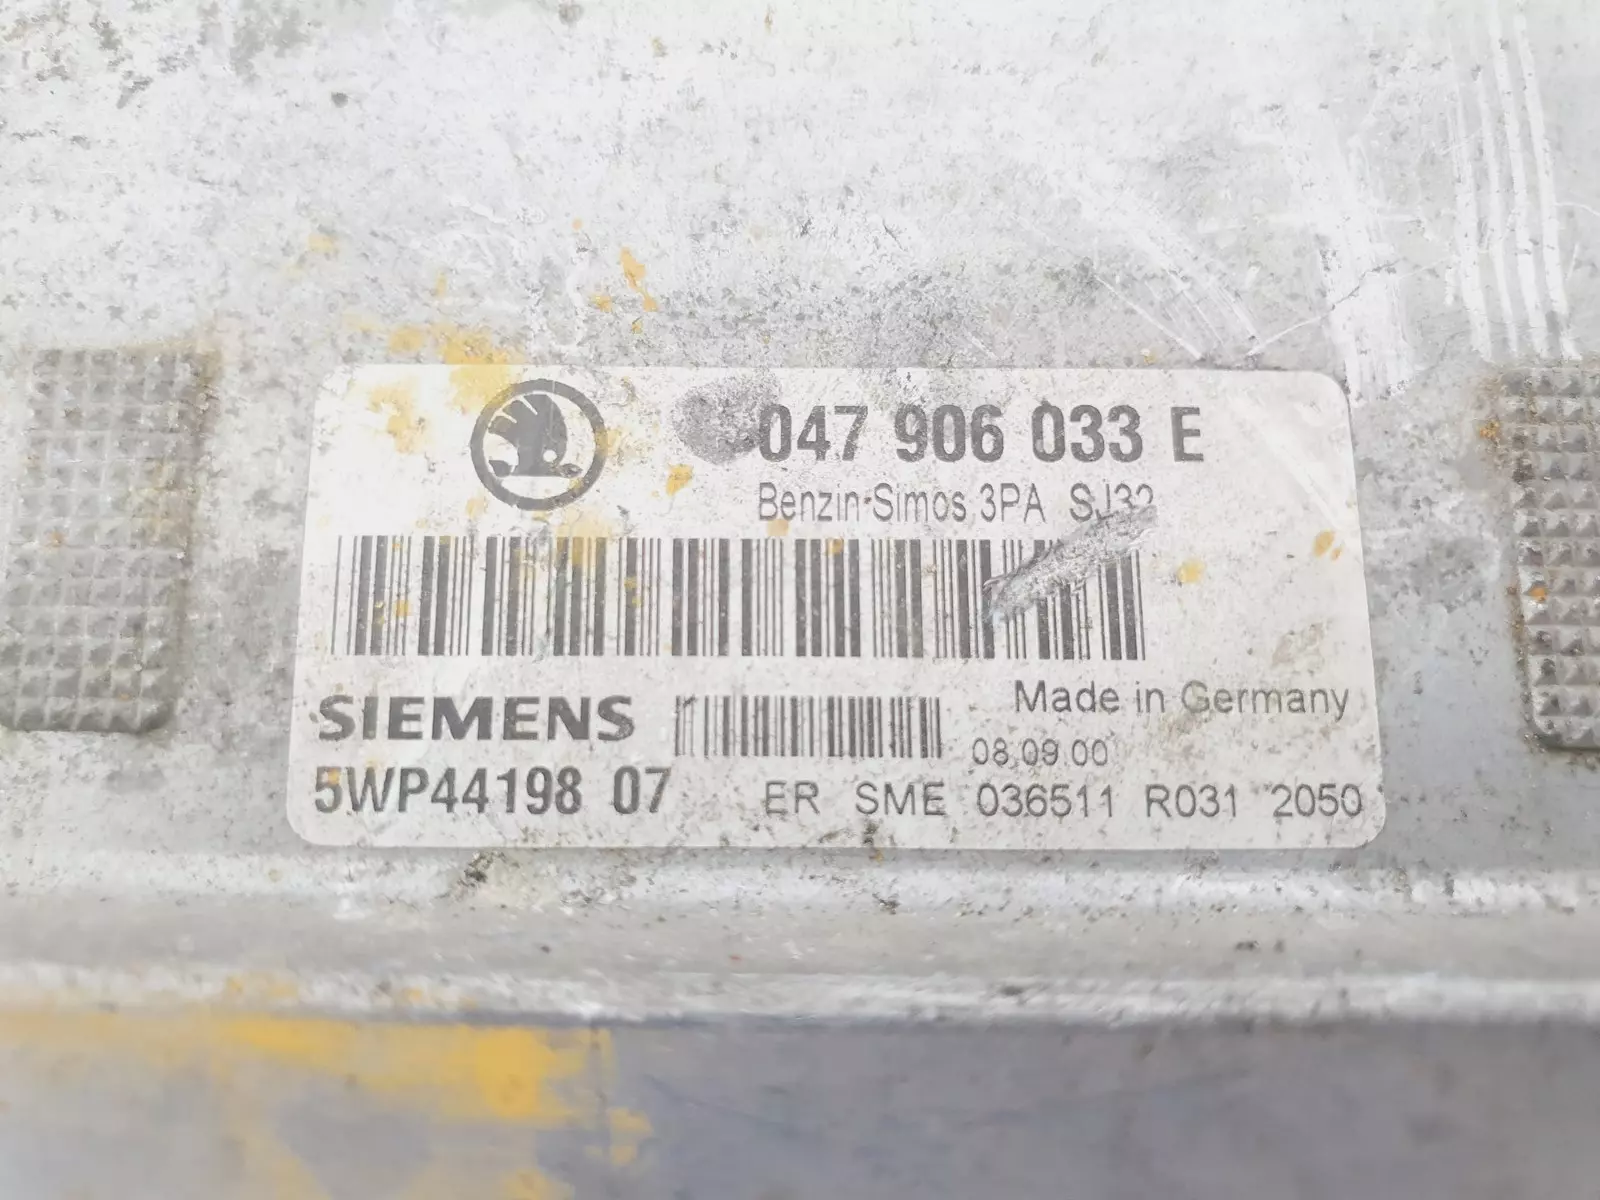 047 906 033 E
Benzin-Simos 3PA SJ32
SIEMENS
Made in Germany
08.09.00
5WP44198 07
ER SME 036511 R031 2050